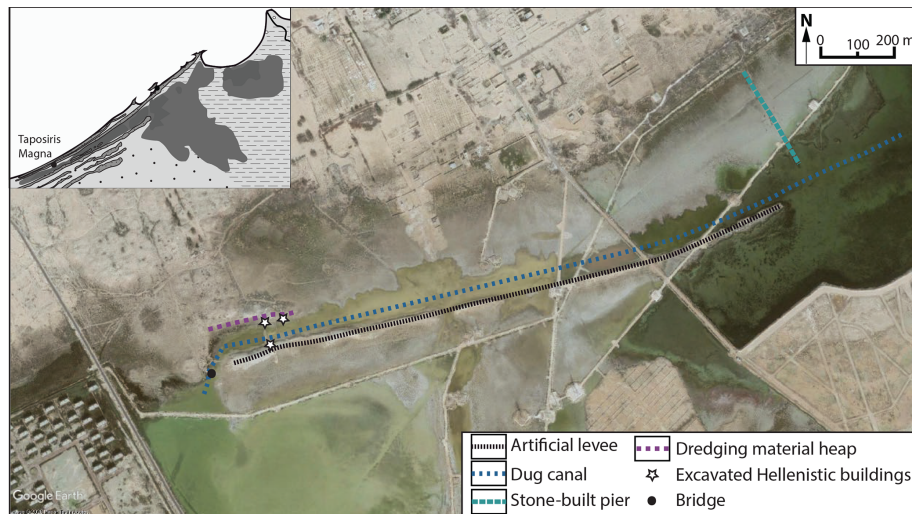 N
0 100 200 m
Taposiris
Magna
Artificial levee
Dug canal
Stone-built pier
Dredging material heap
Excavated Hellenistic buildings
Bridge
Google Earth